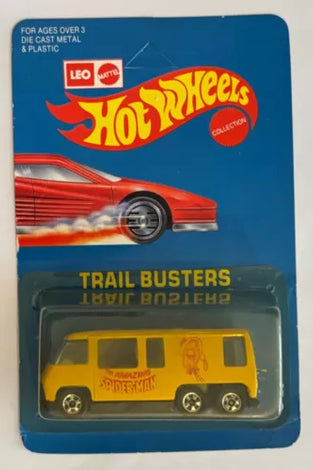 FOR AGES OVER 3
DIE CAST METAL
& PLASTIC
LEO MATTEL
HOT WHEELS
COLLECTION
TRAIL BUSTERS
TRAIL BUSTERS
THE AMAZING
SPIDER-MAN